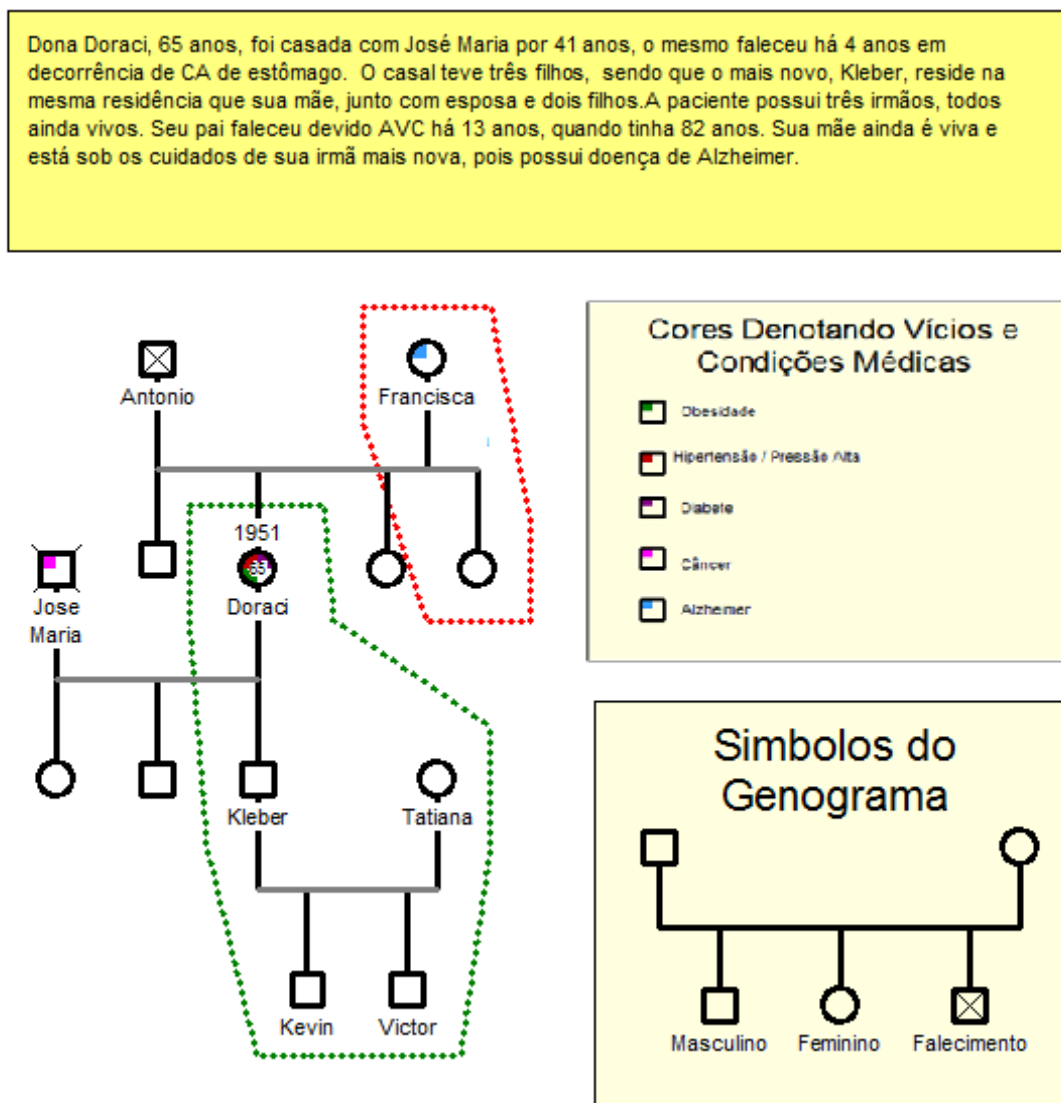 Dona Doraci, 65 anos, foi casada com José Maria por 41 anos, o mesmo faleceu há 4 anos em
decorrência de CA de estômago.  O casal teve três filhos,  sendo que o mais novo, Kleber, reside na
mesma residência que sua mãe, junto com esposa e dois filhos.A paciente possui três irmãos, todos
ainda vivos. Seu pai faleceu devido AVC há 13 anos, quando tinha 82 anos. Sua mãe ainda é viva e
está sob os cuidados de sua irmã mais nova, pois possui doença de Alzheimer.
Antonio
Francisca
1951
65
Jose
Maria
Doraci
Kleber
Tatiana
Kevin
Victor
Cores Denotando Vícios e
Condições Médicas
Obesidade
Hipertensão / Pressão Alta
Diabete
Câncer
Alzheimer
Simbolos do
Genograma
Masculino
Feminino
Falecimento